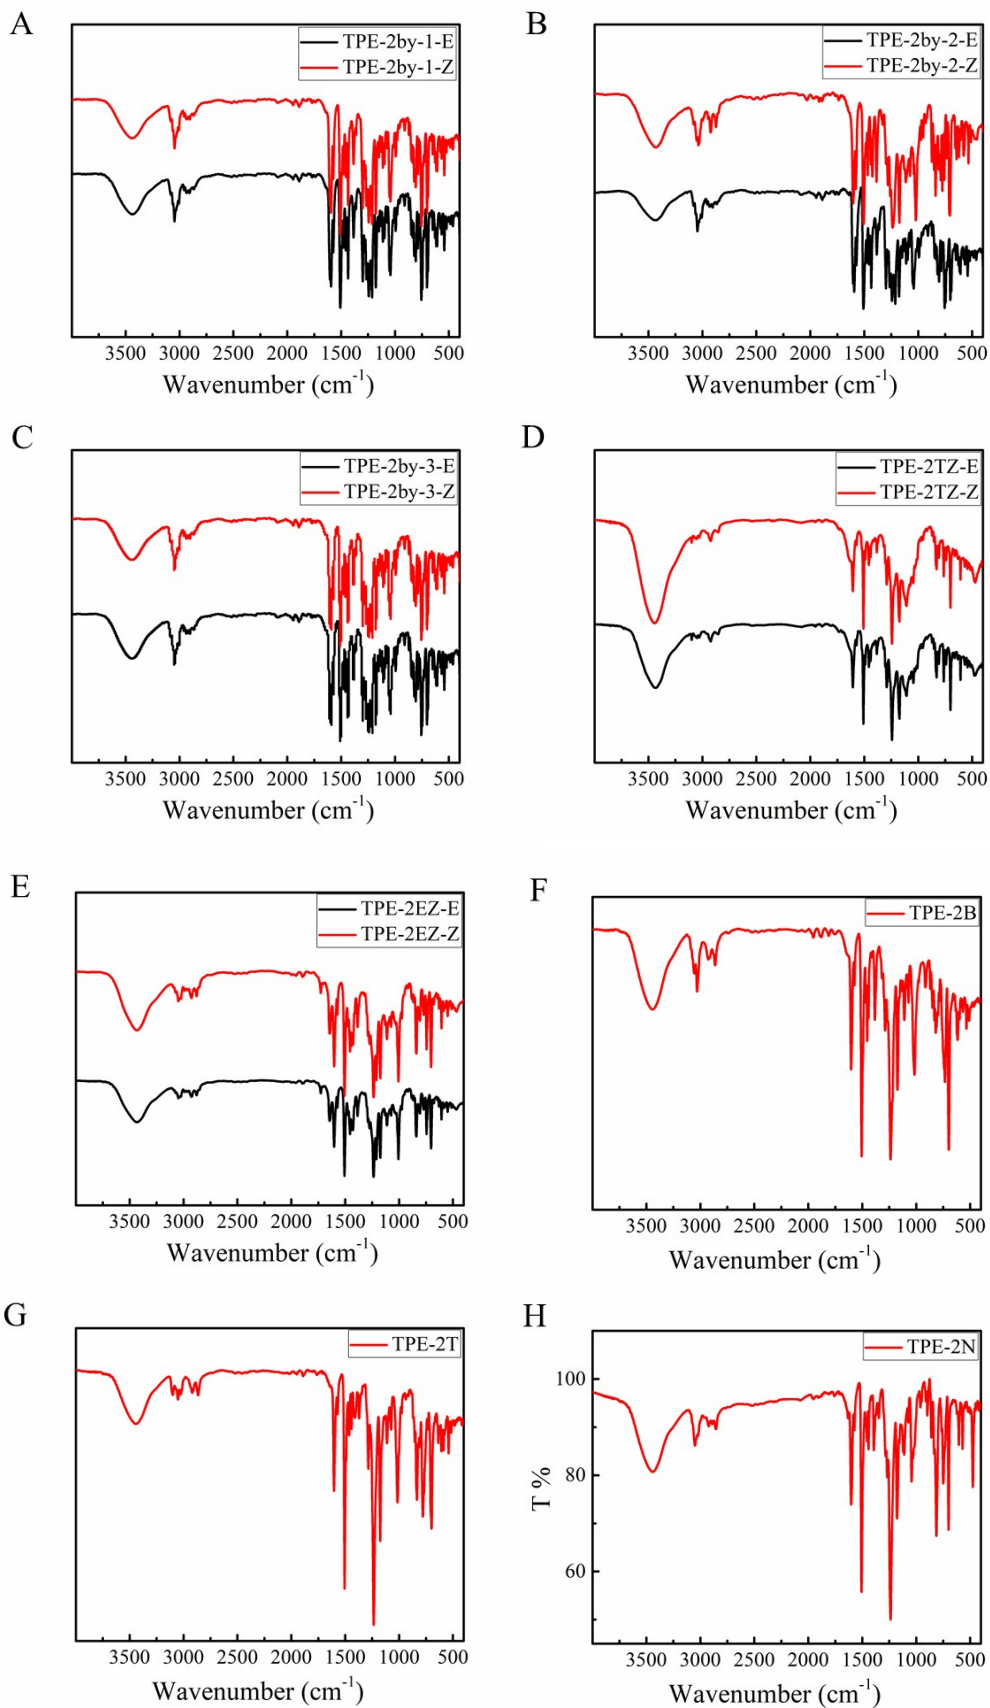 A
TPE-2by-1-E
TPE-2by-1-Z
3500 3000 2500 2000 1500 1000 500
Wavenumber (cm-1)
B
TPE-2by-2-E
TPE-2by-2-Z
3500 3000 2500 2000 1500 1000 500
Wavenumber (cm-1)
C
TPE-2by-3-E
TPE-2by-3-Z
3500 3000 2500 2000 1500 1000 500
Wavenumber (cm-1)
D
TPE-2TZ-E
TPE-2TZ-Z
3500 3000 2500 2000 1500 1000 500
Wavenumber (cm-1)
E
TPE-2EZ-E
TPE-2EZ-Z
3500 3000 2500 2000 1500 1000 500
Wavenumber (cm-1)
F
TPE-2B
3500 3000 2500 2000 1500 1000 500
Wavenumber (cm-1)
G
TPE-2T
3500 3000 2500 2000 1500 1000 500
Wavenumber (cm-1)
H
TPE-2N
100
80
60
T %
3500 3000 2500 2000 1500 1000 500
Wavenumber (cm-1)